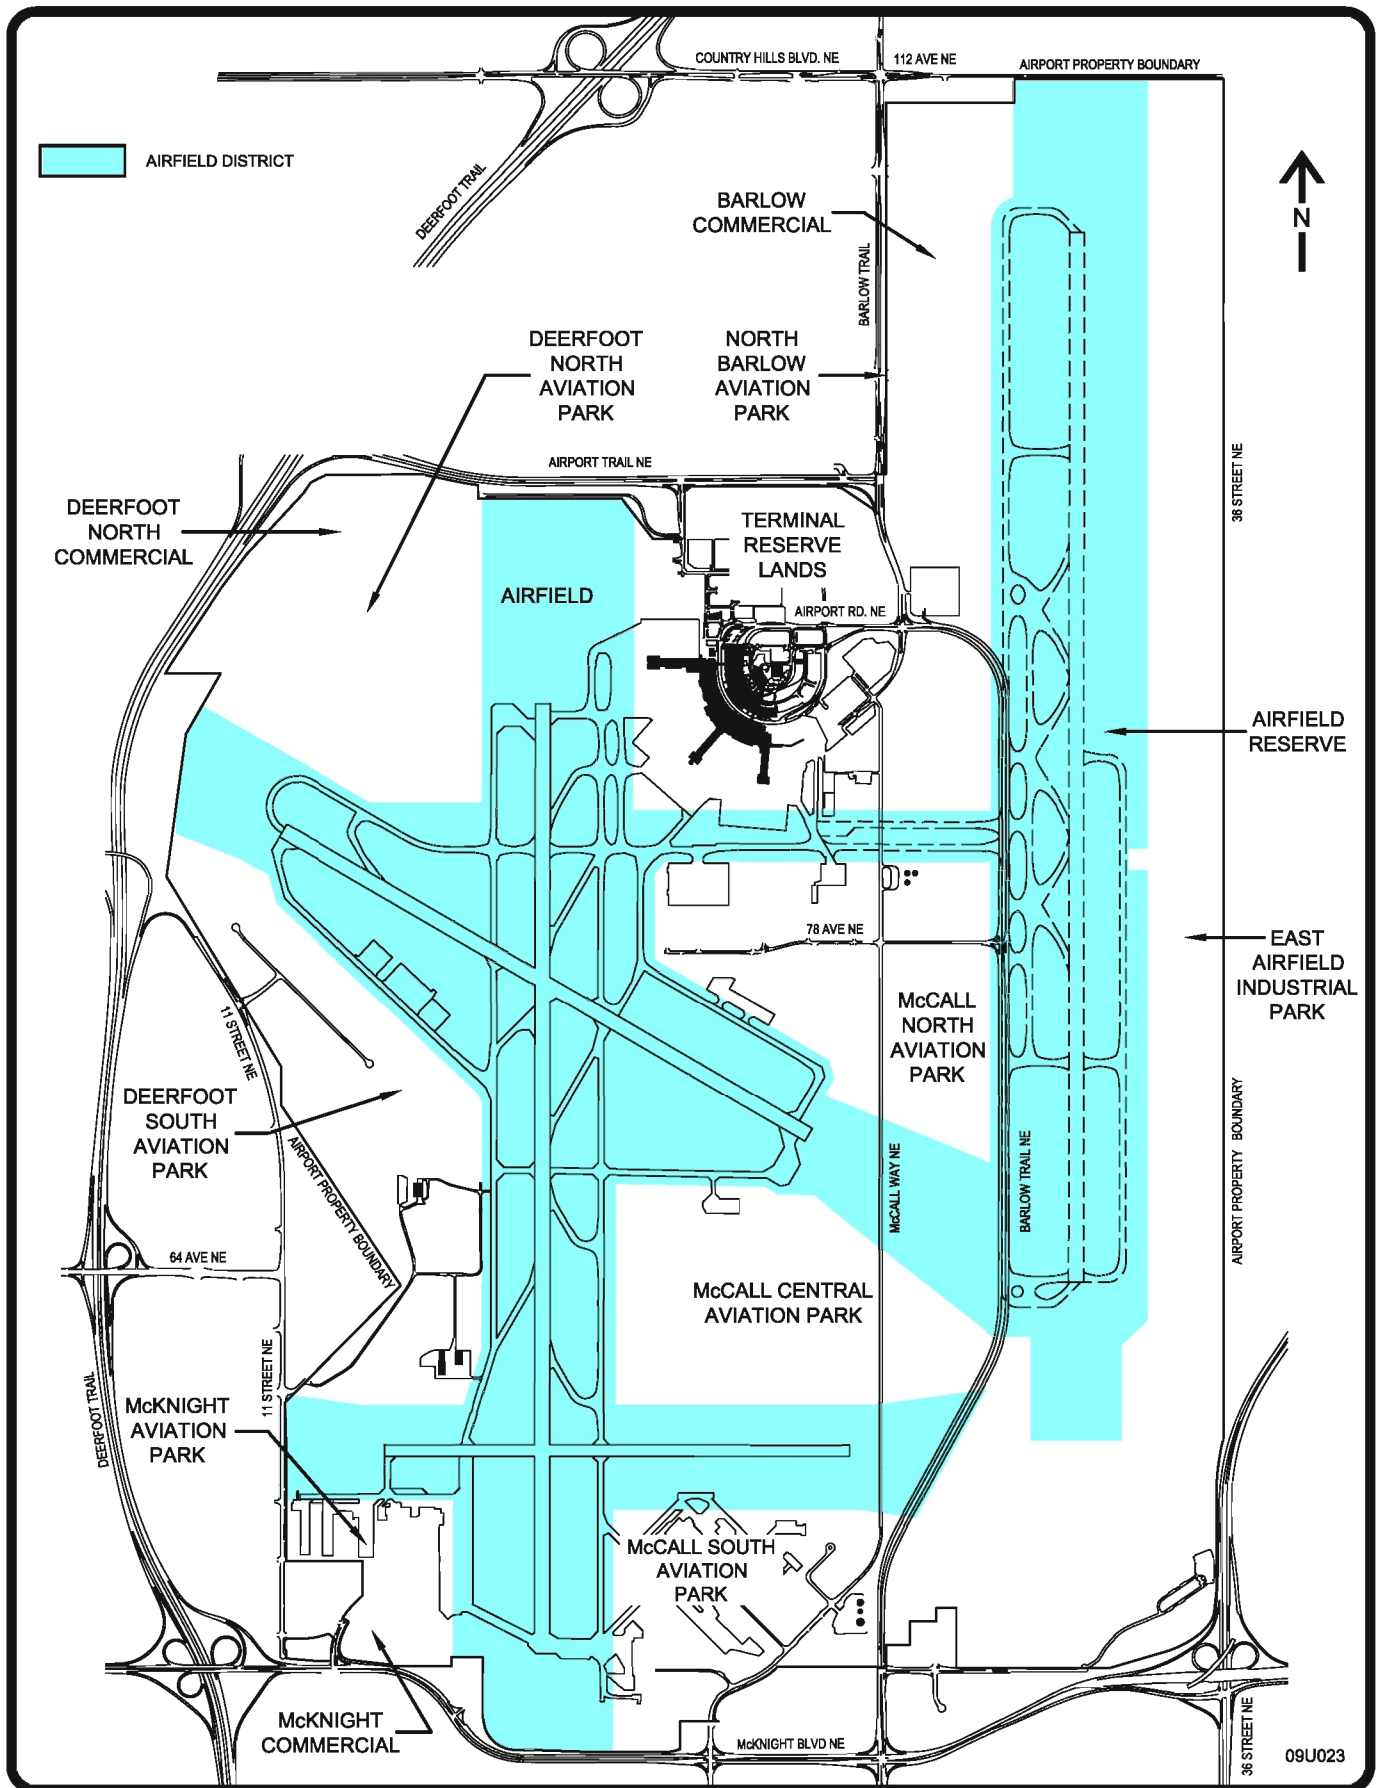 COUNTRY HILLS BLVD. NE
112 AVE NE
AIRPORT PROPERTY BOUNDARY
AIRFIELD DISTRICT
DEERFOOT TRAIL
N
BARLOW
COMMERCIAL
BARLOW TRAIL
DEERFOOT
NORTH
AVIATION
PARK
NORTH
BARLOW
AVIATION
PARK
AIRPORT TRAIL NE
36 STREET NE
DEERFOOT
NORTH
COMMERCIAL
TERMINAL
RESERVE
LANDS
AIRFIELD
AIRPORT RD. NE
AIRFIELD
RESERVE
78 AVE NE
EAST
AIRFIELD
INDUSTRIAL
PARK
McCALL
NORTH
AVIATION
PARK
11 STREET NE
DEERFOOT
SOUTH
AVIATION
PARK
AIRPORT PROPERTY BOUNDARY
McCALL WAY NE
BARLOW TRAIL NE
AIRPORT PROPERTY BOUNDARY
64 AVE NE
McCALL CENTRAL
AVIATION PARK
11 STREET NE
DEERFOOT TRAIL
McKNIGHT
AVIATION
PARK
McCALL SOUTH
AVIATION
PARK
McKNIGHT
COMMERCIAL
McKNIGHT BLVD NE
36 STREET NE
09U023